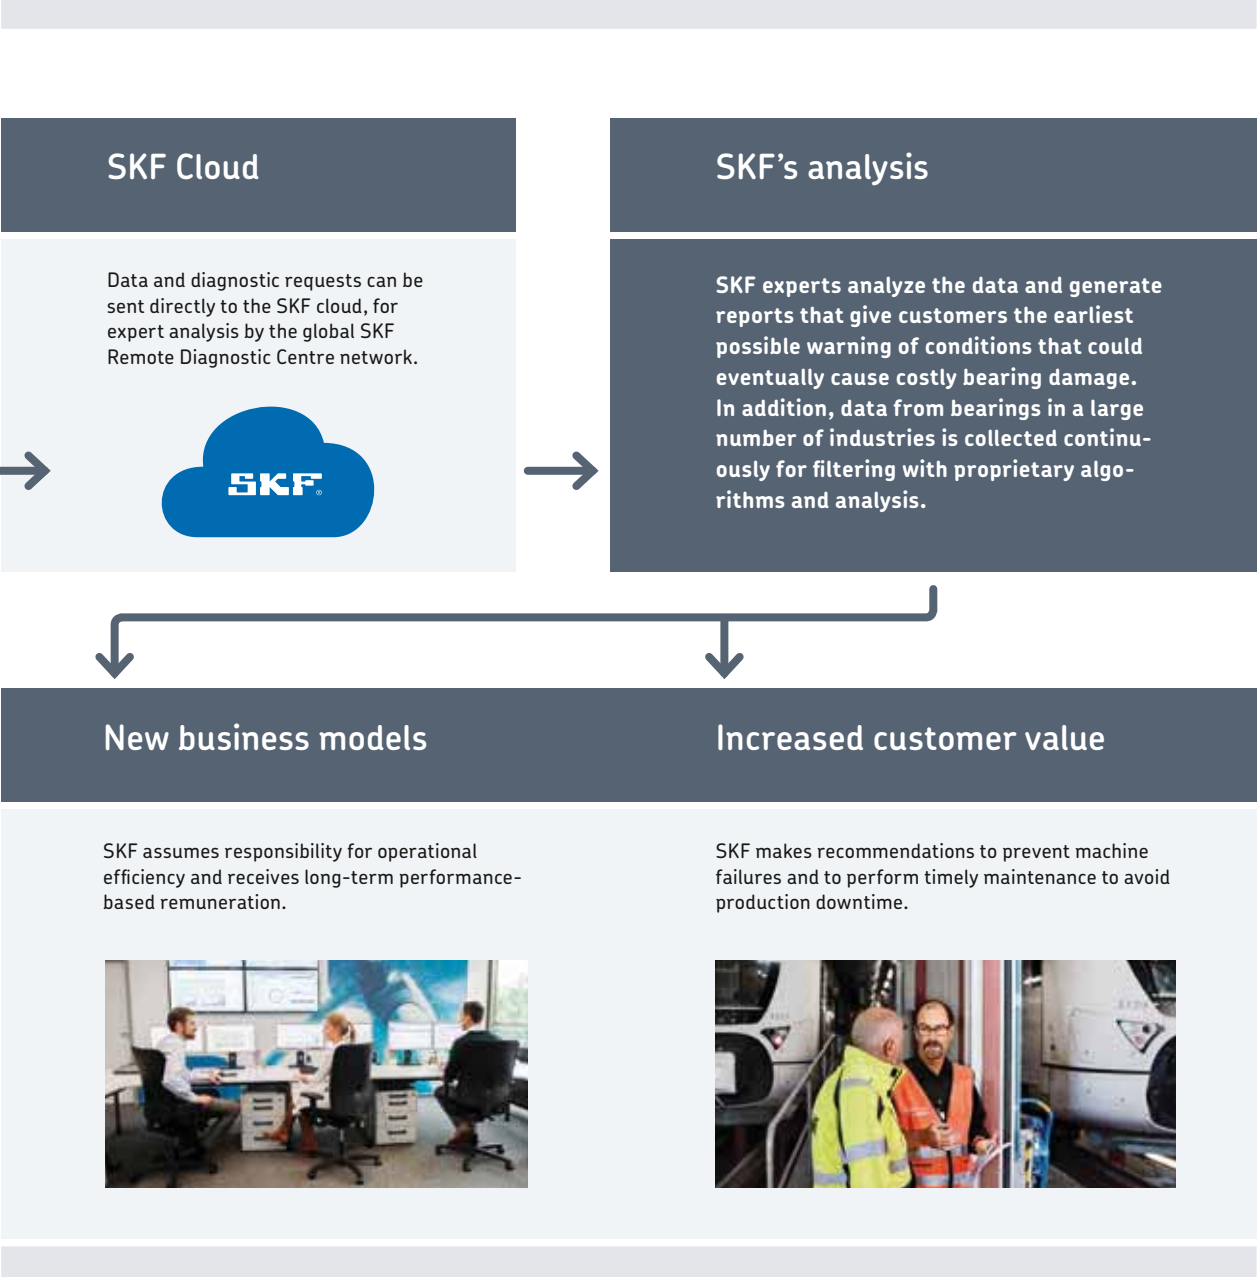 SKF Cloud
Data and diagnostic requests can be
sent directly to the SKF cloud, for
expert analysis by the global SKF
Remote Diagnostic Centre network.
SKF®
SKF’s analysis
SKF experts analyze the data and generate
reports that give customers the earliest
possible warning of conditions that could
eventually cause costly bearing damage.
In addition, data from bearings in a large
number of industries is collected continu-
ously for filtering with proprietary algo-
rithms and analysis.
New business models
SKF assumes responsibility for operational
efficiency and receives long-term performance-
based remuneration.
Increased customer value
SKF makes recommendations to prevent machine
failures and to perform timely maintenance to avoid
production downtime.